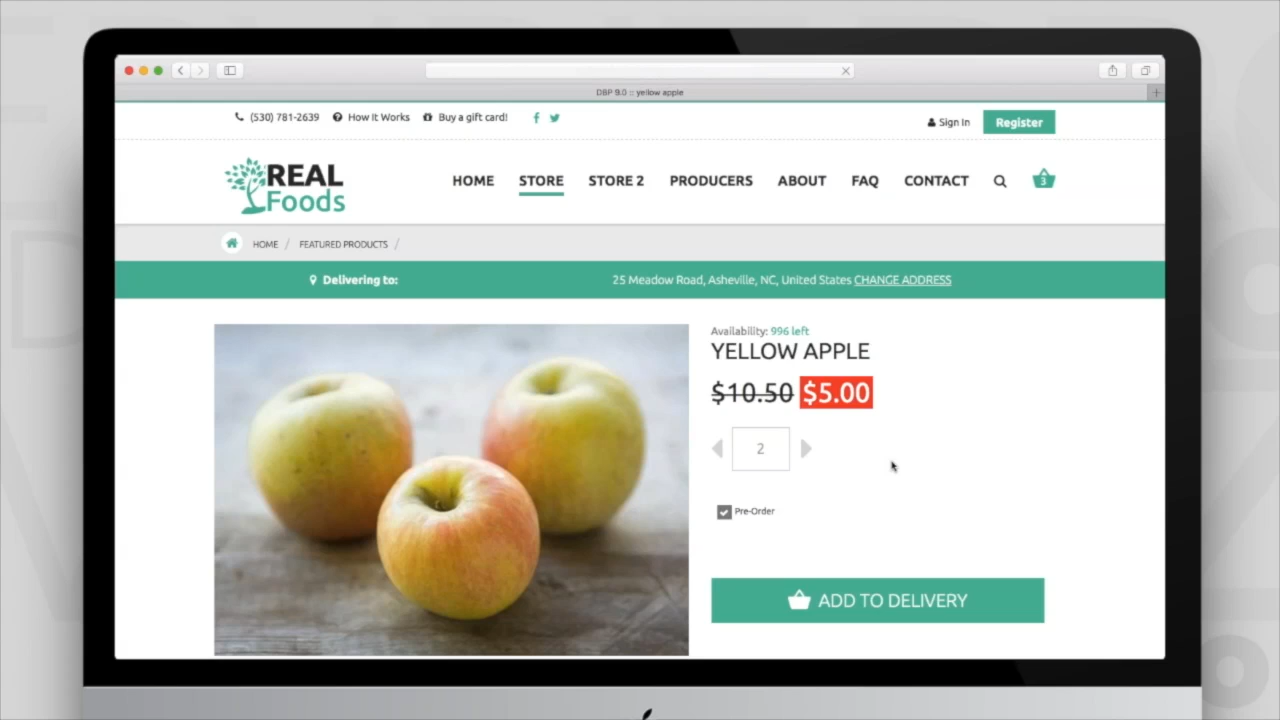 DBP 9.0 :: yellow apple
(530) 781-2639 How It Works Buy a gift card! Sign In Register
REAL Foods
HOME STORE STORE 2 PRODUCERS ABOUT FAQ CONTACT 3
HOME / FEATURED PRODUCTS /
Delivering to: 25 Meadow Road, Asheville, NC, United States CHANGE ADDRESS
Availability: 996 left
YELLOW APPLE
$10.50 $5.00
2
Pre-Order
ADD TO DELIVERY